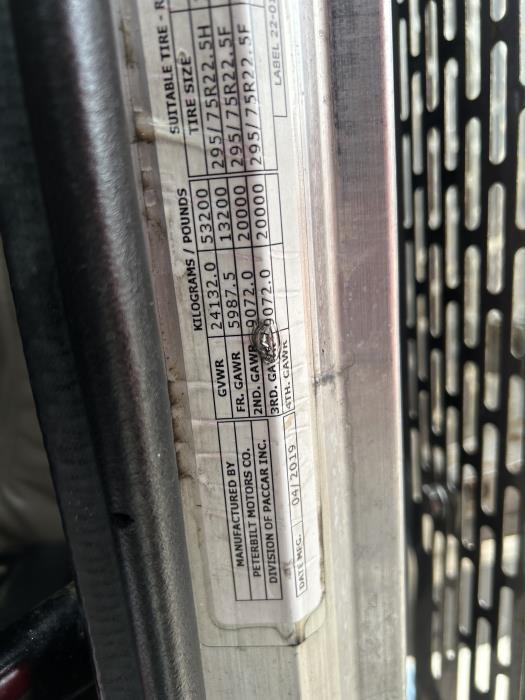 KILOGRAMS / POUNDS SUITABLE TIRE - R
GVWR 24132.0 53200 TIRE SIZE
FR. GAWR 5987.5 13200 295/75R22.5H
2ND. GAWR 9072.0 20000 295/75R22.5F
3RD. GAWR 9072.0 20000 295/75R22.5F
4TH. GAWR
MANUFACTURED BY
PETERBILT MOTORS CO.
DIVISION OF PACCAR INC.
DATE MFG. 04/2019
LABEL 22-03